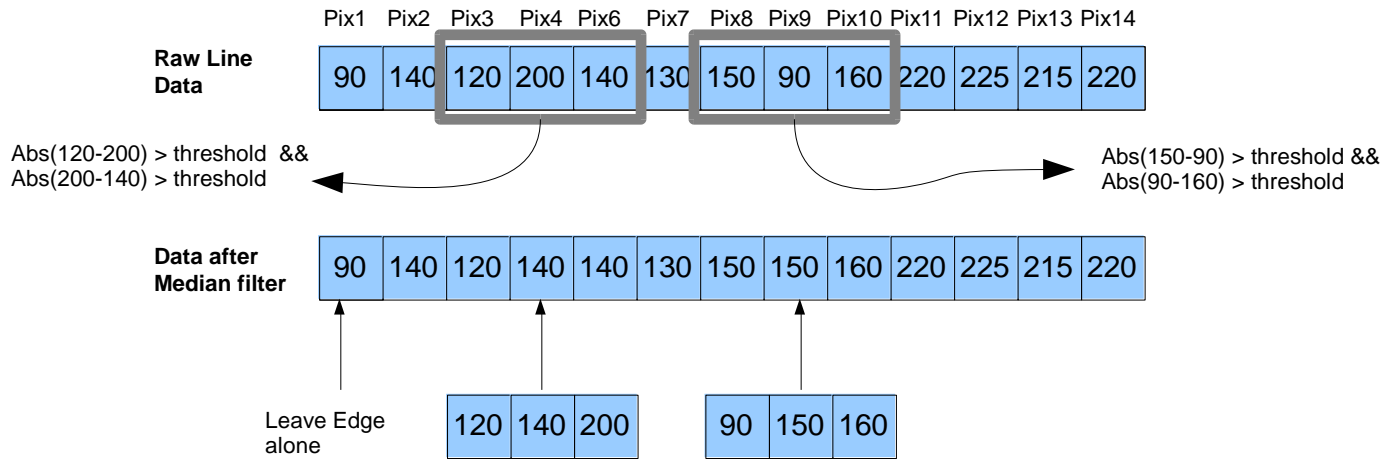 Pix1 Pix2 Pix3 Pix4 Pix6 Pix7 Pix8 Pix9 Pix10 Pix11 Pix12 Pix13 Pix14
Raw Line
Data
90 140 120 200 140 130 150 90 160 220 225 215 220
Abs(120-200) > threshold &&
Abs(200-140) > threshold
Abs(150-90) > threshold &&
Abs(90-160) > threshold
Data after
Median filter
90 140 120 140 140 130 150 150 160 220 225 215 220
Leave Edge
alone
120 140 200
90 150 160